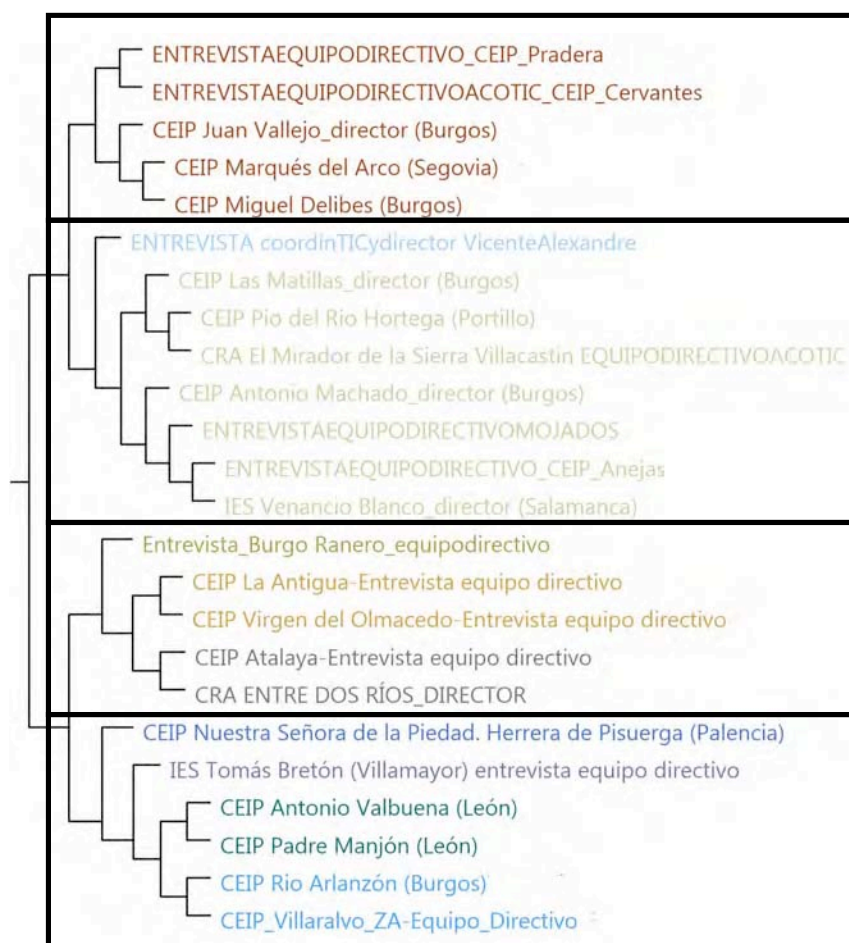 ENTREVISTAEQUIPODIRECTIVO_CEIP_Pradera
ENTREVISTAEQUIPODIRECTIVOACOTIC_CEIP_Cervantes
CEIP Juan Vallejo_director (Burgos)
CEIP Marqués del Arco (Segovia)
CEIP Miguel Delibes (Burgos)
ENTREVISTA coordinTICydirector VicenteAlexandre
CEIP Las Matillas_director (Burgos)
CEIP Pio del Rio Hortega (Portillo)
CRA El Mirador de la Sierra Villacastín EQUIPODIRECTIVOACOTIC
CEIP Antonio Machado_director (Burgos)
ENTREVISTAEQUIPODIRECTIVOMOJADOS
ENTREVISTAEQUIPODIRECTIVO_CEIP_Anejas
IES Venancio Blanco_director (Salamanca)
Entrevista_Burgo Ranero_equipodirectivo
CEIP La Antigua-Entrevista equipo directivo
CEIP Virgen del Olmacedo-Entrevista equipo directivo
CEIP Atalaya-Entrevista equipo directivo
CRA ENTRE DOS RÍOS_DIRECTOR
CEIP Nuestra Señora de la Piedad. Herrera de Pisuerga (Palencia)
IES Tomás Bretón (Villamayor) entrevista equipo directivo
CEIP Antonio Valbuena (León)
CEIP Padre Manjón (León)
CEIP Rio Arlanzón (Burgos)
CEIP_Villaralvo_ZA-Equipo_Directivo